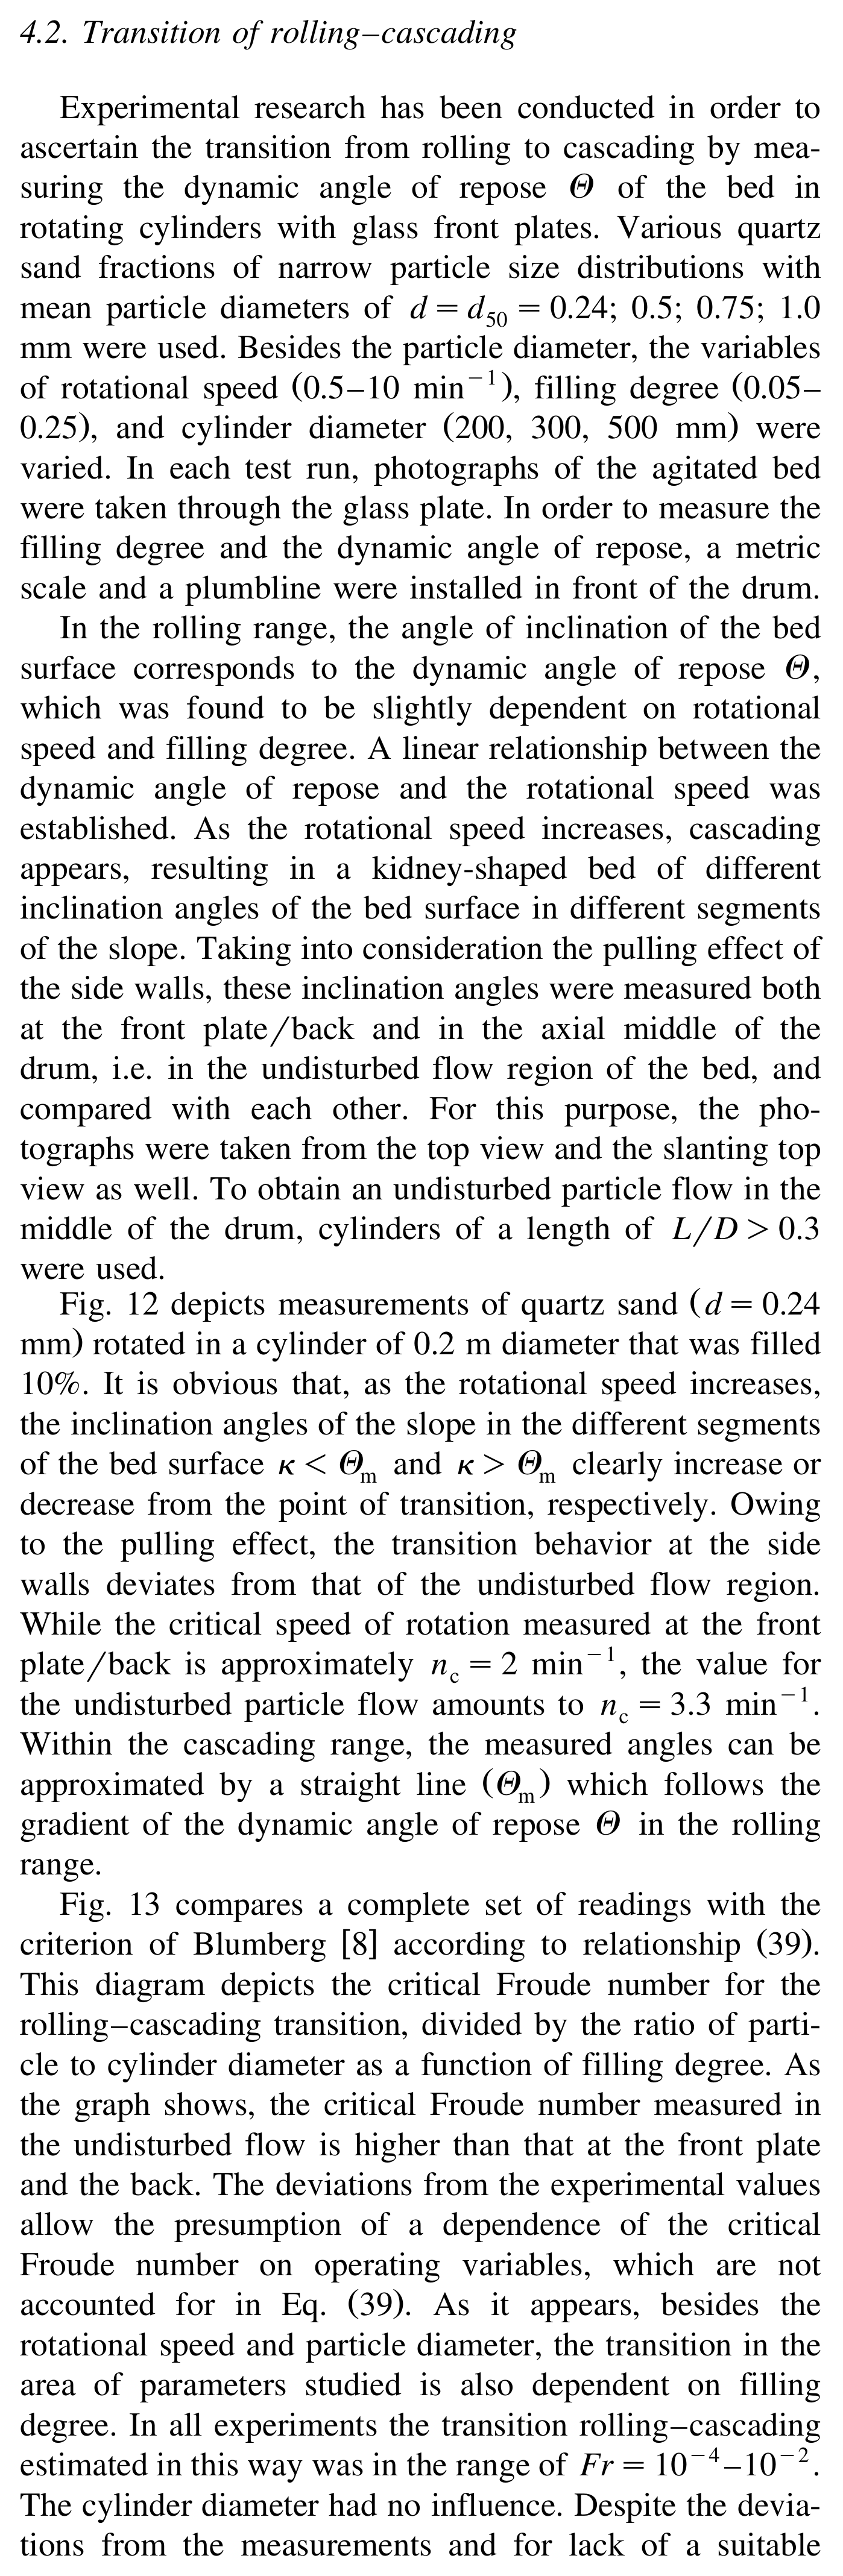 4.2. Transition of rolling–cascading
Experimental research has been conducted in order to
ascertain the transition from rolling to cascading by mea-
suring the dynamic angle of repose Θ of the bed in
rotating cylinders with glass front plates. Various quartz
sand fractions of narrow particle size distributions with
mean particle diameters of d = d₅₀ = 0.24; 0.5; 0.75; 1.0
mm were used. Besides the particle diameter, the variables
of rotational speed (0.5–10 min⁻¹), filling degree (0.05–
0.25), and cylinder diameter (200, 300, 500 mm) were
varied. In each test run, photographs of the agitated bed
were taken through the glass plate. In order to measure the
filling degree and the dynamic angle of repose, a metric
scale and a plumbline were installed in front of the drum.
In the rolling range, the angle of inclination of the bed
surface corresponds to the dynamic angle of repose Θ,
which was found to be slightly dependent on rotational
speed and filling degree. A linear relationship between the
dynamic angle of repose and the rotational speed was
established. As the rotational speed increases, cascading
appears, resulting in a kidney-shaped bed of different
inclination angles of the bed surface in different segments
of the slope. Taking into consideration the pulling effect of
the side walls, these inclination angles were measured both
at the front plate/back and in the axial middle of the
drum, i.e. in the undisturbed flow region of the bed, and
compared with each other. For this purpose, the pho-
tographs were taken from the top view and the slanting top
view as well. To obtain an undisturbed particle flow in the
middle of the drum, cylinders of a length of L/D > 0.3
were used.
Fig. 12 depicts measurements of quartz sand (d = 0.24
mm) rotated in a cylinder of 0.2 m diameter that was filled
10%. It is obvious that, as the rotational speed increases,
the inclination angles of the slope in the different segments
of the bed surface κ < Θₘ and κ > Θₘ clearly increase or
decrease from the point of transition, respectively. Owing
to the pulling effect, the transition behavior at the side
walls deviates from that of the undisturbed flow region.
While the critical speed of rotation measured at the front
plate/back is approximately n_c = 2 min⁻¹, the value for
the undisturbed particle flow amounts to n_c = 3.3 min⁻¹.
Within the cascading range, the measured angles can be
approximated by a straight line (Θₘ) which follows the
gradient of the dynamic angle of repose Θ in the rolling
range.
Fig. 13 compares a complete set of readings with the
criterion of Blumberg [8] according to relationship (39).
This diagram depicts the critical Froude number for the
rolling–cascading transition, divided by the ratio of parti-
cle to cylinder diameter as a function of filling degree. As
the graph shows, the critical Froude number measured in
the undisturbed flow is higher than that at the front plate
and the back. The deviations from the experimental values
allow the presumption of a dependence of the critical
Froude number on operating variables, which are not
accounted for in Eq. (39). As it appears, besides the
rotational speed and particle diameter, the transition in the
area of parameters studied is also dependent on filling
degree. In all experiments the transition rolling–cascading
estimated in this way was in the range of Fr = 10⁻⁴–10⁻².
The cylinder diameter had no influence. Despite the devia-
tions from the measurements and for lack of a suitable